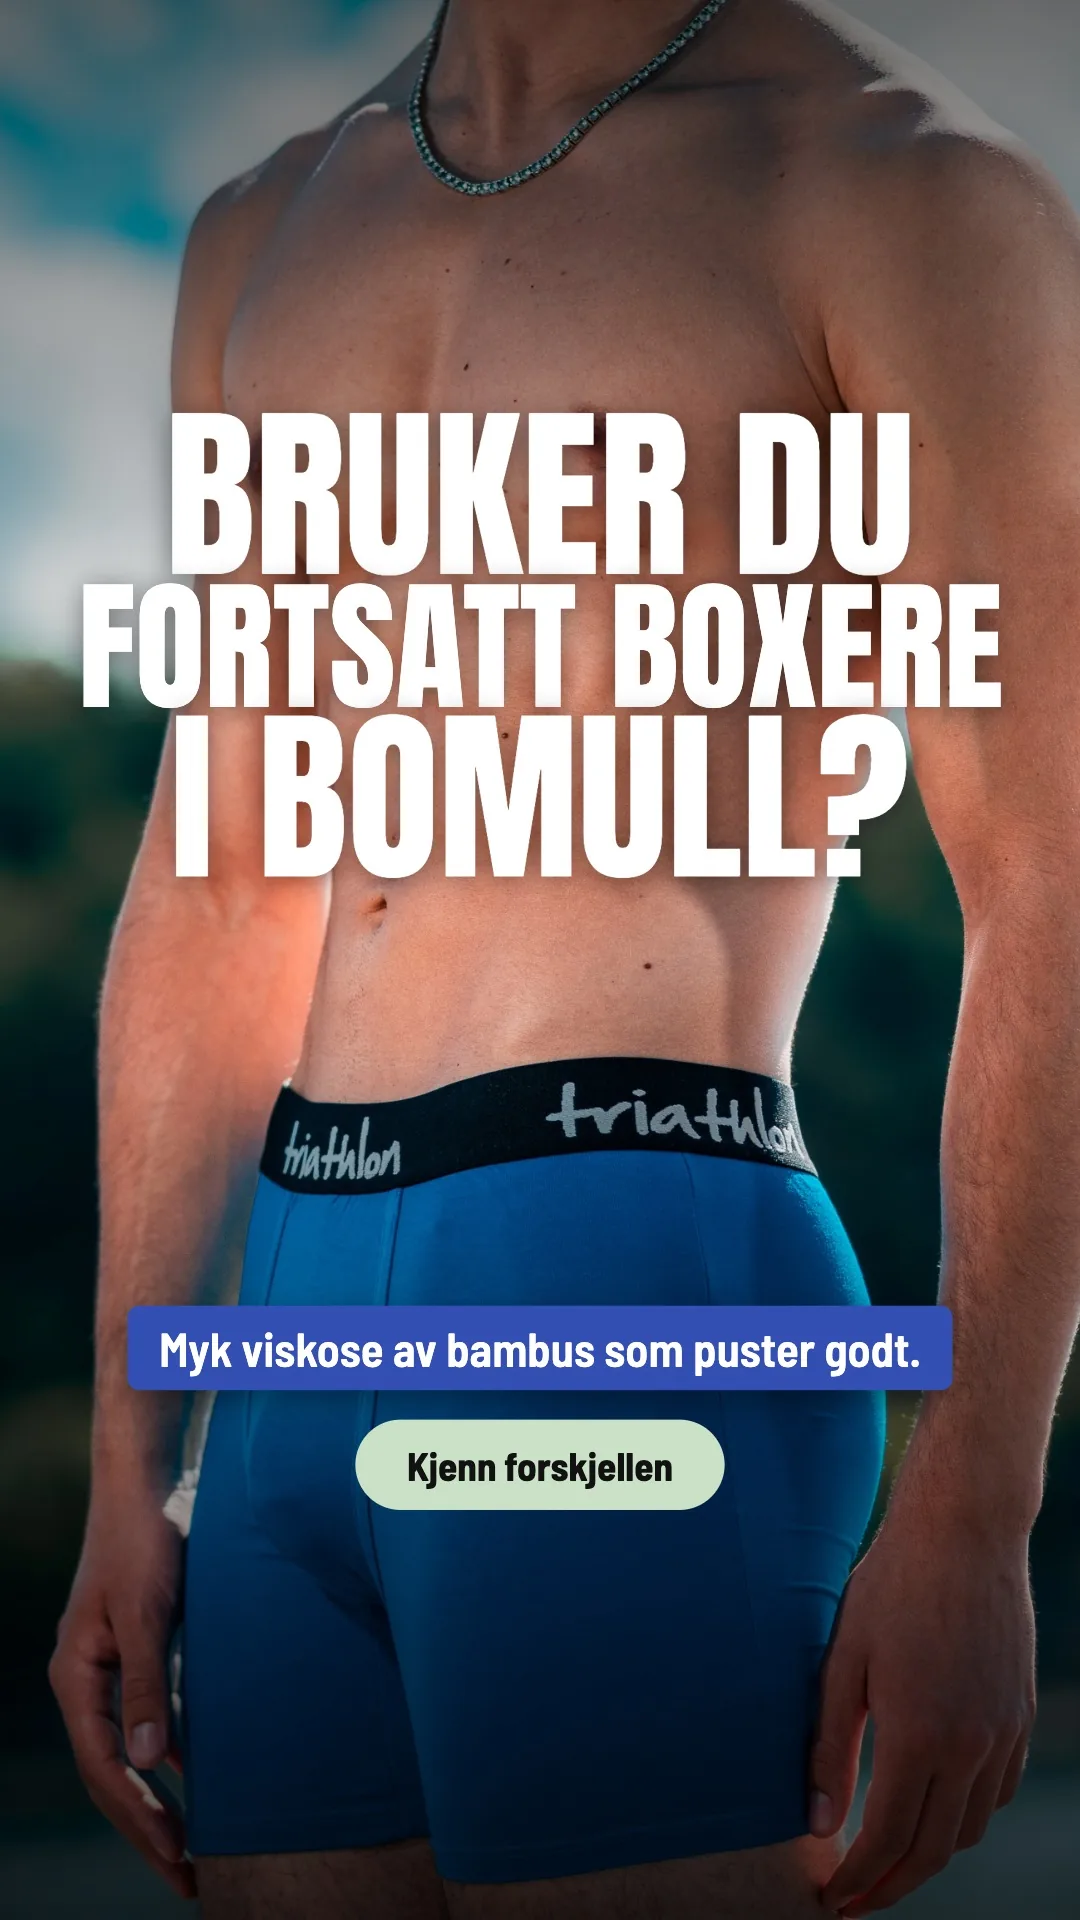 BRUKER DU
FORTSATT BOXERE
I BOMULL?
triathlon
triathlon
Myk viskose av bambus som puster godt.
Kjenn forskjellen